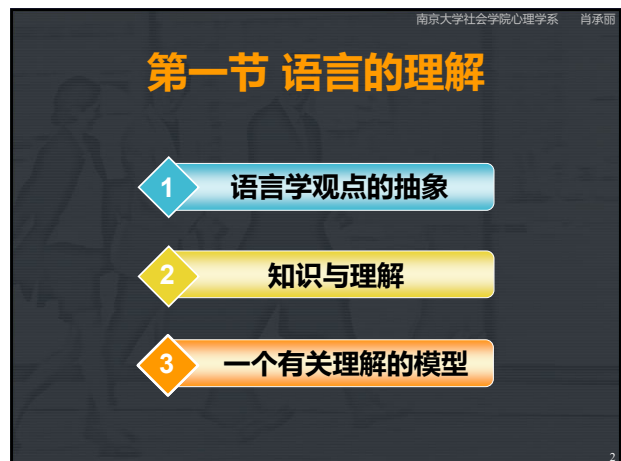 南京大学社会学院心理学系 肖承丽
第一节 语言的理解
1 语言学观点的抽象
2 知识与理解
3 一个有关理解的模型
2